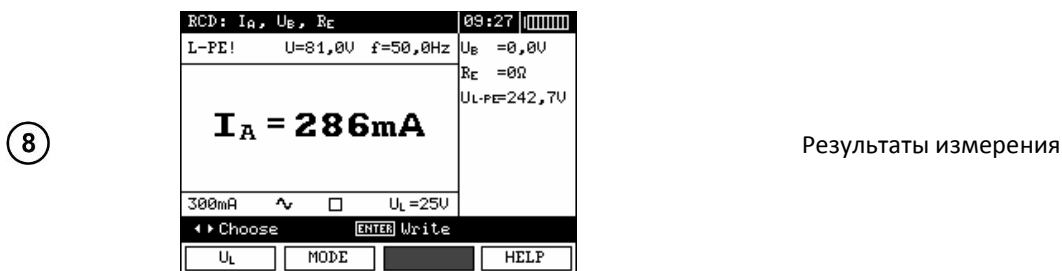 RCD: IA, UB, RE 09:27
L-PE! U=81,0V f=50,0Hz
UB =0,0V
RE =0Ω
UL-PE=242,7V
IA = 286mA
8
Результаты измерения
300mA ∿ □ UL =25V
◂ ▸ Choose ENTER Write
UL MODE HELP